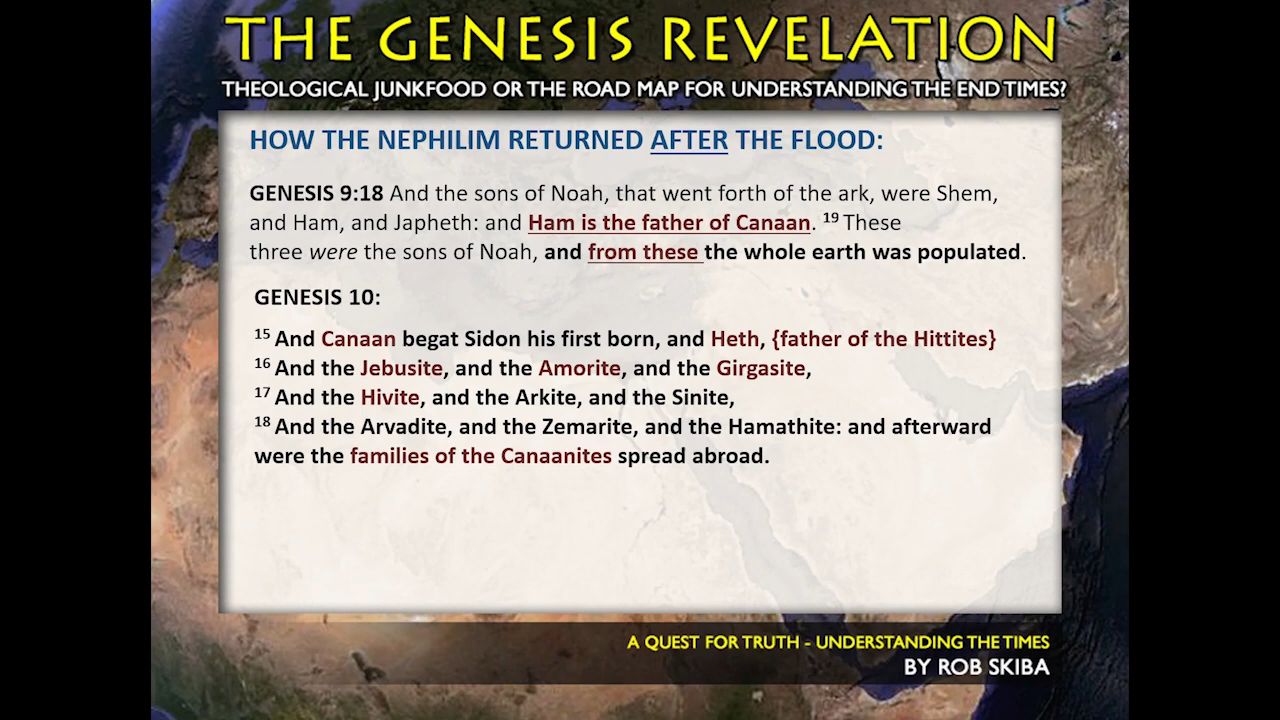 THE GENESIS REVELATION
THEOLOGICAL JUNKFOOD OR THE ROAD MAP FOR UNDERSTANDING THE END TIMES?
HOW THE NEPHILIM RETURNED AFTER THE FLOOD:
GENESIS 9:18 And the sons of Noah, that went forth of the ark, were Shem,
and Ham, and Japheth: and Ham is the father of Canaan. 19 These
three were the sons of Noah, and from these the whole earth was populated.
GENESIS 10:
15 And Canaan begat Sidon his first born, and Heth, {father of the Hittites}
16 And the Jebusite, and the Amorite, and the Girgasite,
17 And the Hivite, and the Arkite, and the Sinite,
18 And the Arvadite, and the Zemarite, and the Hamathite: and afterward
were the families of the Canaanites spread abroad.
A QUEST FOR TRUTH - UNDERSTANDING THE TIMES
BY ROB SKIBA